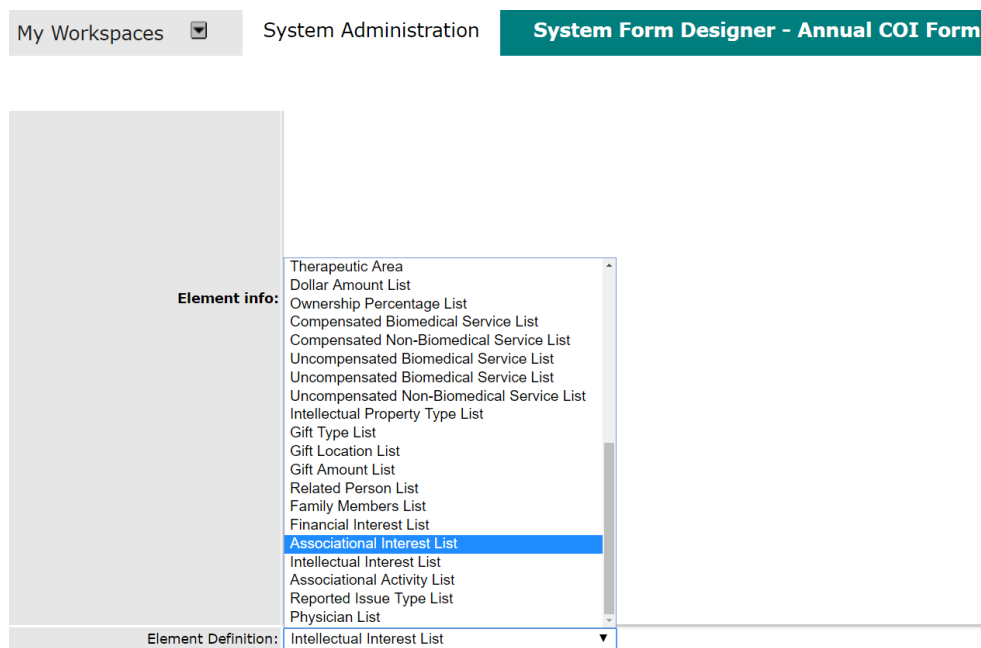 My Workspaces System Administration System Form Designer - Annual COI Form
Element info:
Therapeutic Area
Dollar Amount List
Ownership Percentage List
Compensated Biomedical Service List
Compensated Non-Biomedical Service List
Uncompensated Biomedical Service List
Uncompensated Biomedical Service List
Uncompensated Non-Biomedical Service List
Intellectual Property Type List
Gift Type List
Gift Location List
Gift Amount List
Related Person List
Family Members List
Financial Interest List
Associational Interest List
Intellectual Interest List
Associational Activity List
Reported Issue Type List
Physician List
Element Definition: Intellectual Interest List